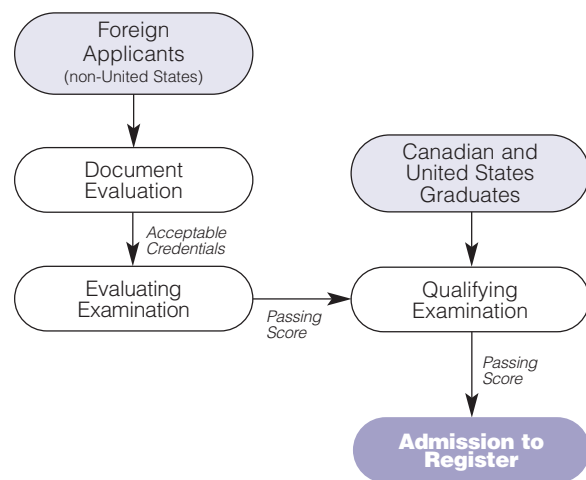 Foreign
Applicants
(non-United States)
Document
Evaluation
Acceptable
Credentials
Evaluating
Examination
Passing
Score
Canadian and
United States
Graduates
Qualifying
Examination
Passing
Score
Admission to
Register